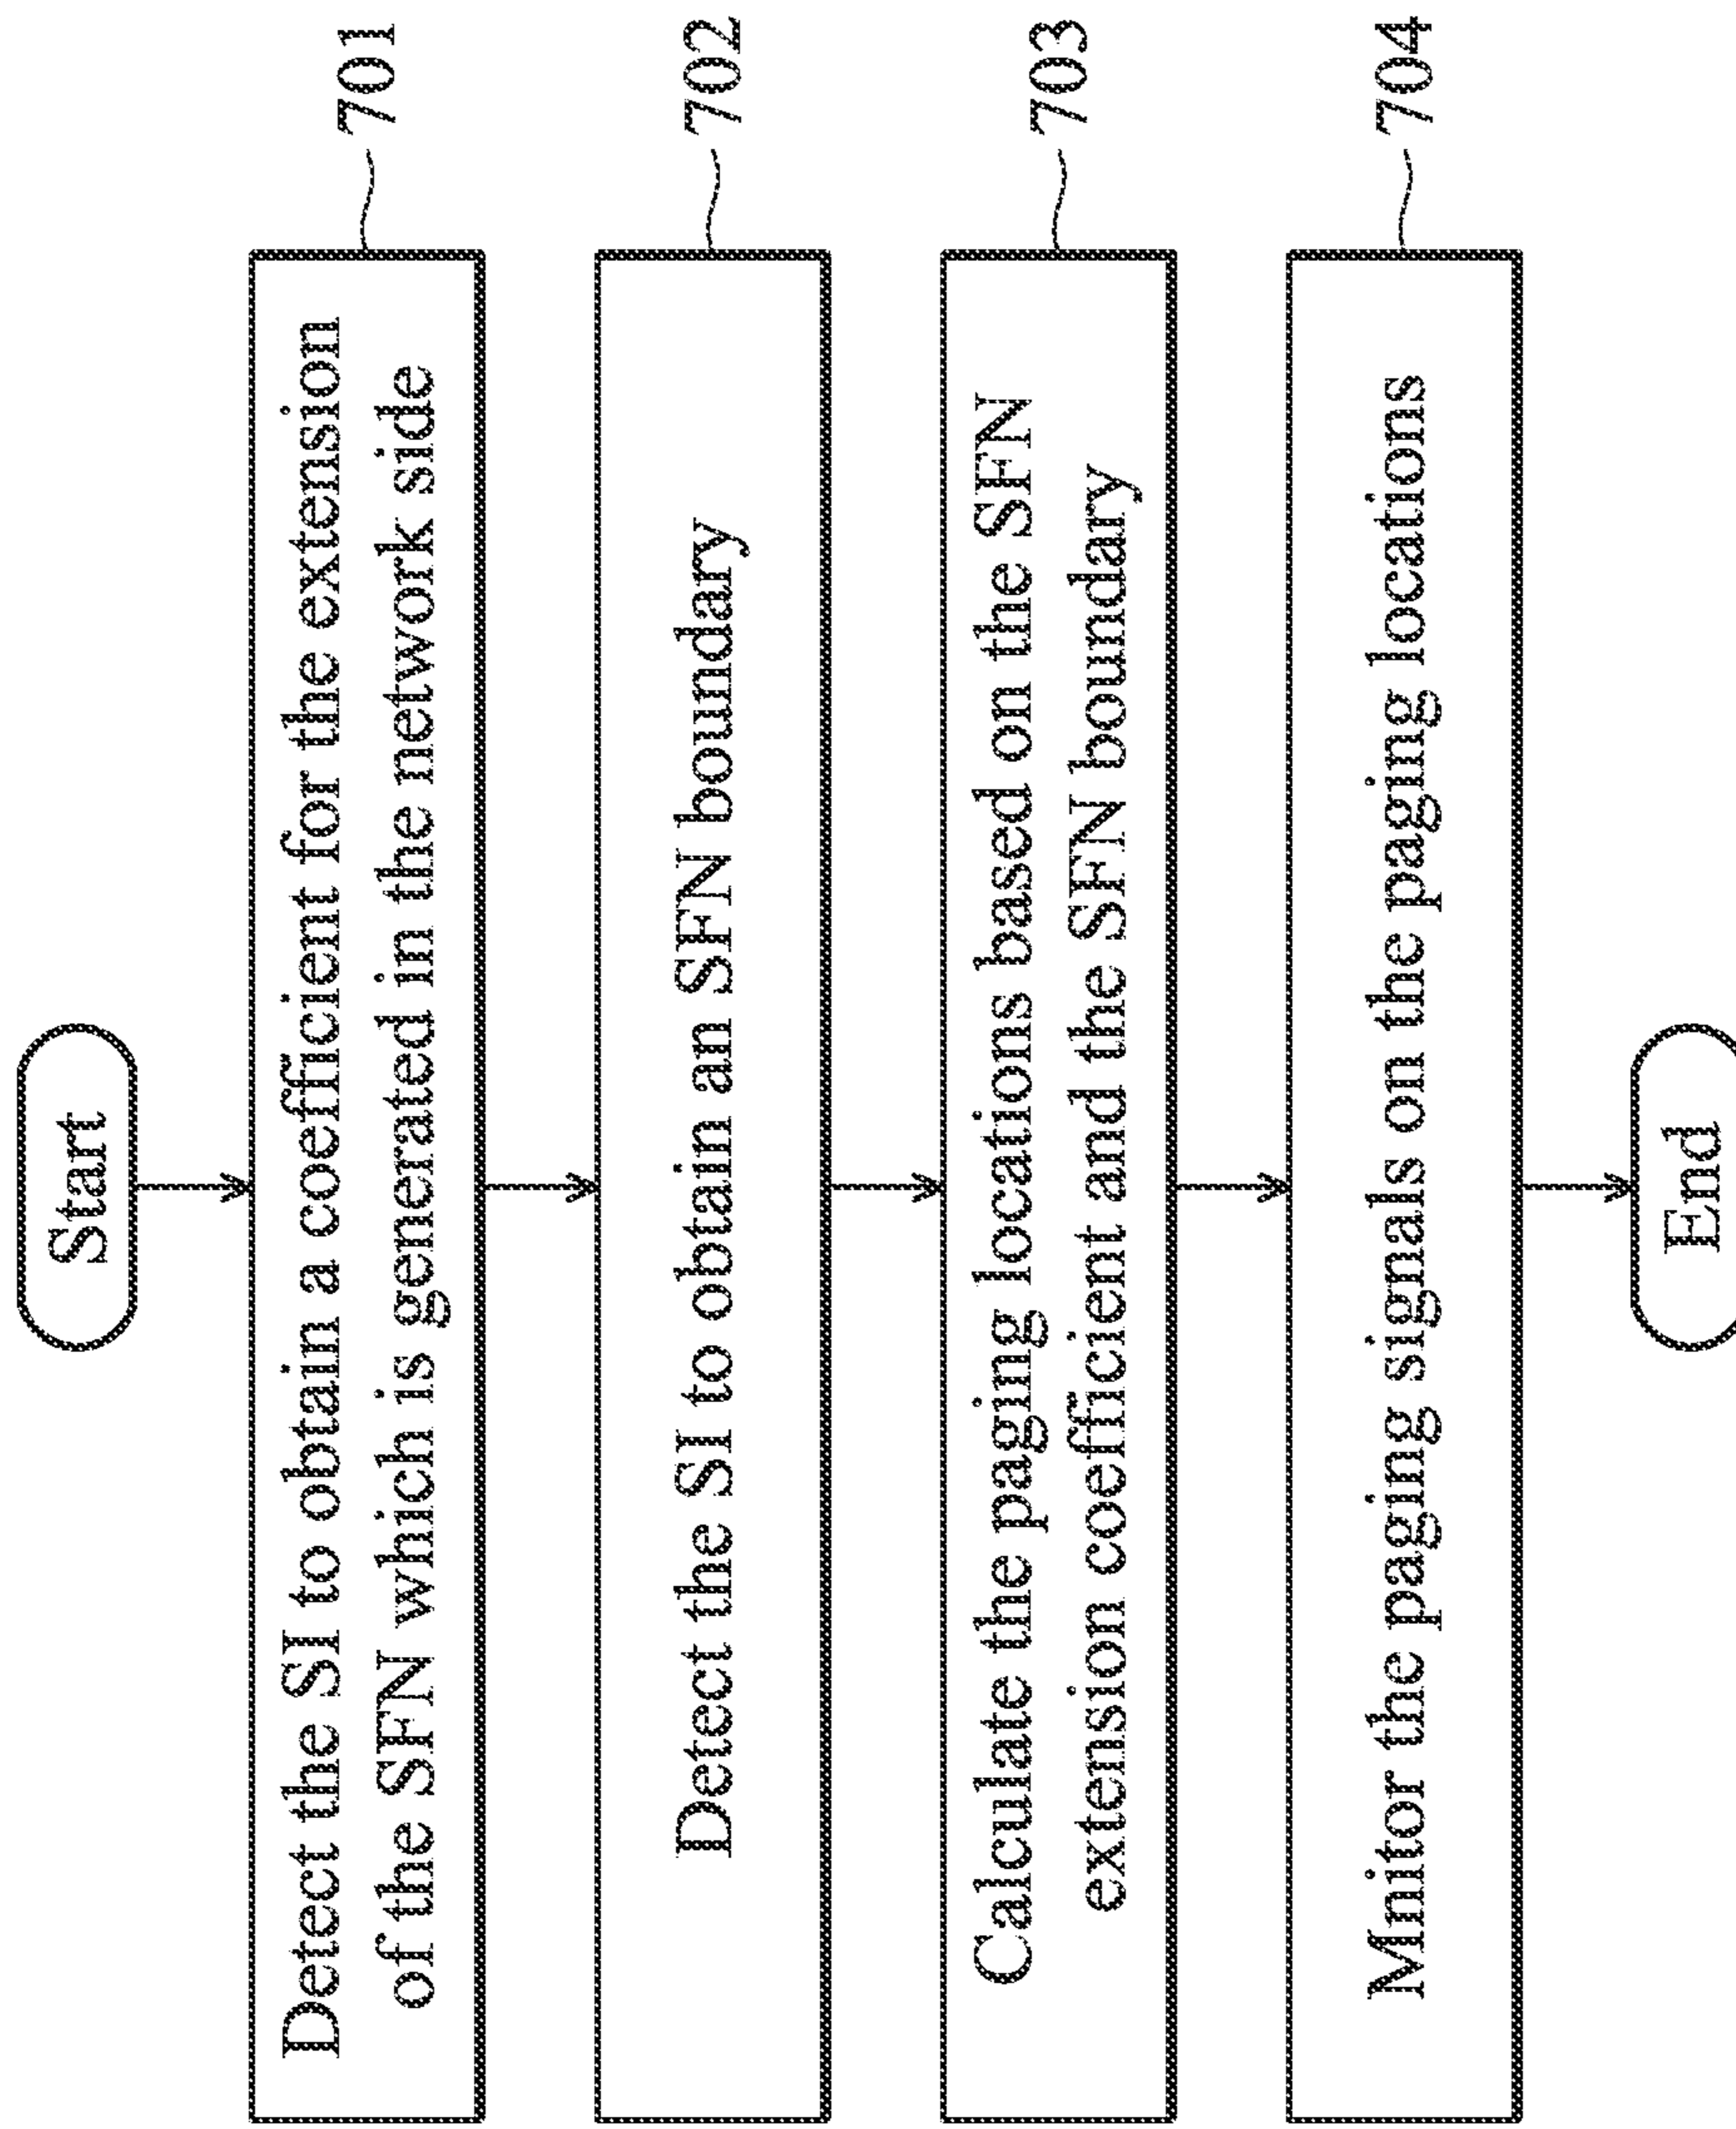 Start
Detect the SI to obtain a coefficient for the extension
of the SFN which is generated in the network side
701
Detect the SI to obtain an SFN boundary
702
Calculate the paging locations based on the SFN
extension coefficient and the SFN boundary
703
Mnitor the paging signals on the paging locations
704
End